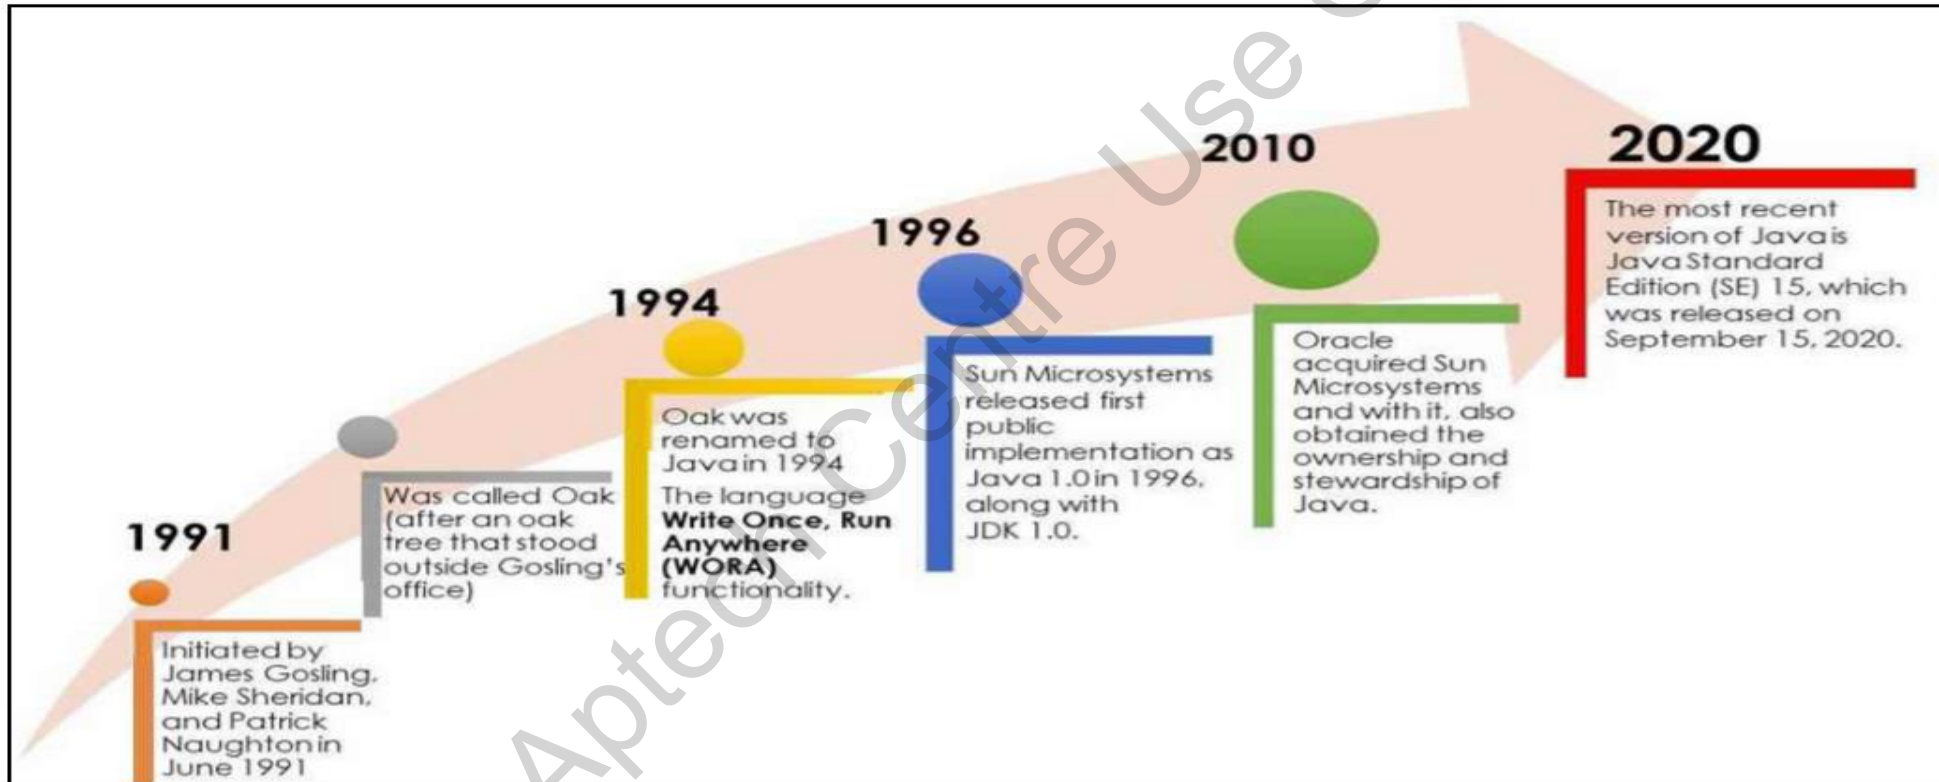 1991
Initiated by
James Gosling,
Mike Sheridan,
and Patrick
Naughton in
June 1991
Was called Oak
(after an oak
tree that stood
outside Gosling's
office)
1994
Oak was
renamed to
Java in 1994
The language
Write Once, Run
Anywhere
(WORA)
functionality.
1996
Sun Microsystems
released first
public
implementation as
Java 1.0 in 1996,
along with
JDK 1.0.
2010
Oracle
acquired Sun
Microsystems
and with it, also
obtained the
ownership and
stewardship of
Java.
2020
The most recent
version of Java is
Java Standard
Edition (SE) 15, which
was released on
September 15, 2020.
Aptech Centre Use